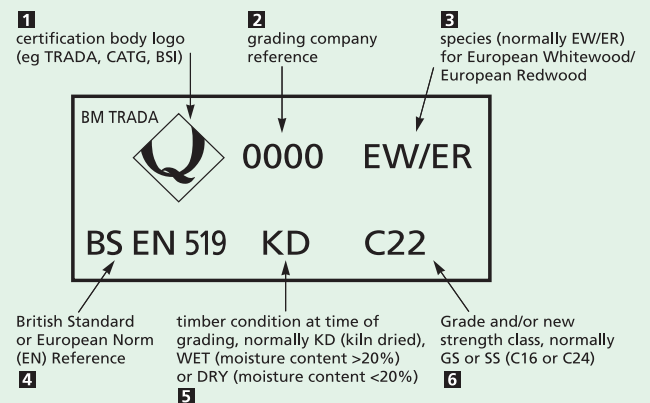 1
certification body logo
(eg TRADA, CATG, BSI)
2
grading company
reference
3
species (normally EW/ER)
for European Whitewood/
European Redwood
BM TRADA
Q
0000
EW/ER
BS EN 519
KD
C22
British Standard
or European Norm
(EN) Reference
4
timber condition at time of
grading, normally KD (kiln dried),
WET (moisture content >20%)
or DRY (moisture content <20%)
5
Grade and/or new
strength class, normally
GS or SS (C16 or C24)
6